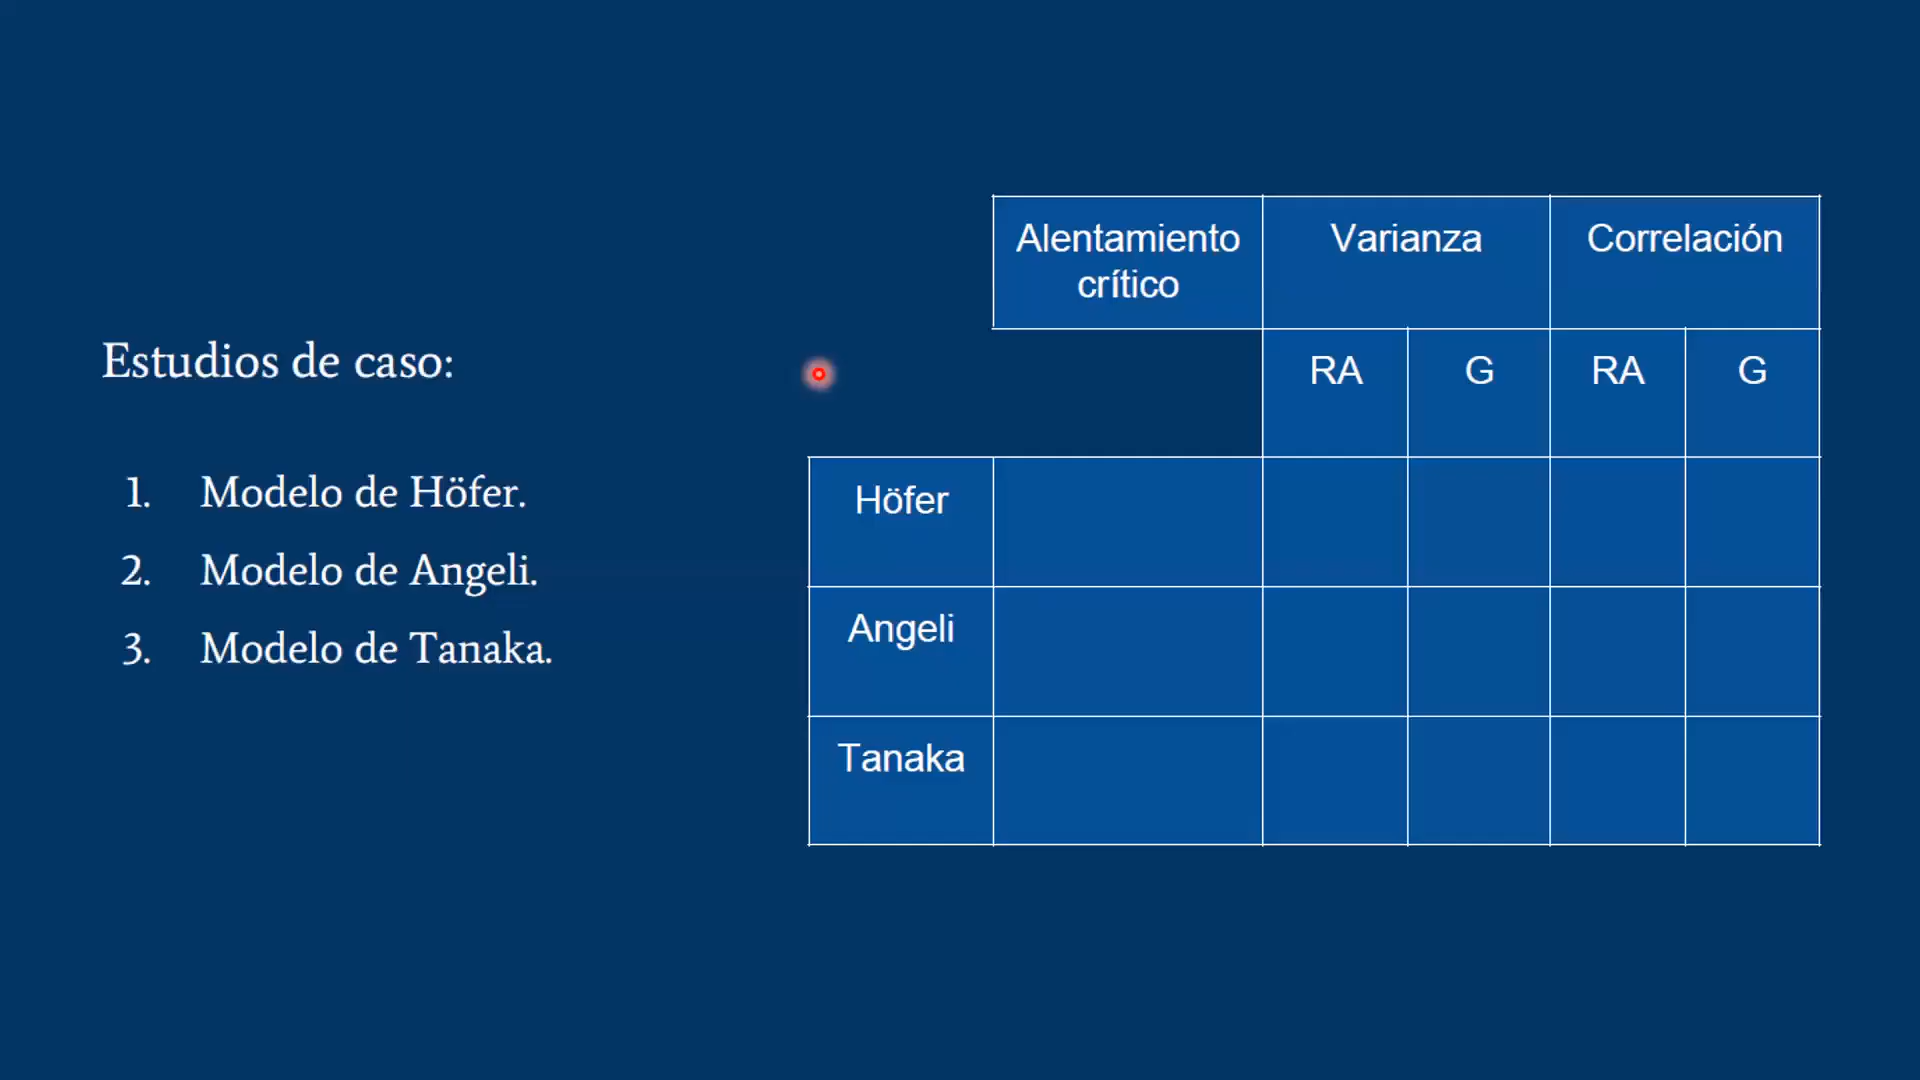 Estudios de caso:
1. Modelo de Höfer.
2. Modelo de Angeli.
3. Modelo de Tanaka.
Alentamiento
crítico
Varianza
Correlación
RA
G
RA
G
Höfer
Angeli
Tanaka